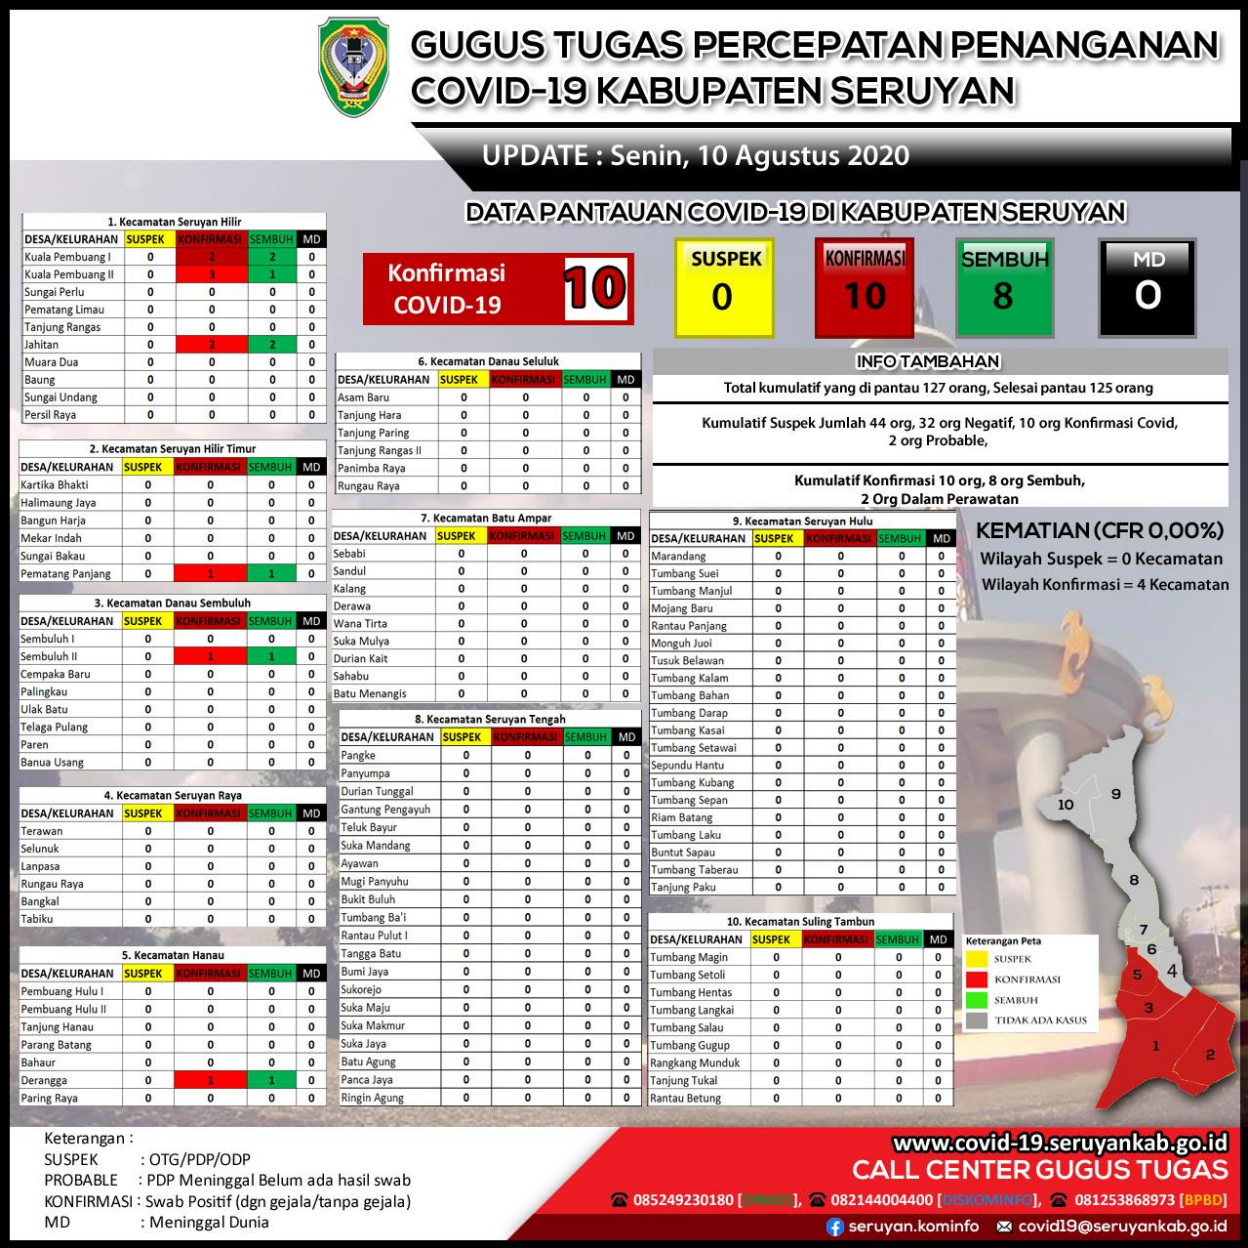 GUGUS TUGAS PERCEPATAN PENANGANAN
COVID-19 KABUPATEN SERUYAN
UPDATE : Senin, 10 Agustus 2020
DATA PANTAUAN COVID-19 DI KABUPATEN SERUYAN
Konfirmasi
COVID-19
10
SUSPEK
0
KONFIRMASI
10
SEMBUH
8
MD
0
INFO TAMBAHAN
Total kumulatif yang di pantau 127 orang, Selesai pantau 125 orang
Kumulatif Suspek Jumlah 44 org, 32 org Negatif, 10 org Konfirmasi Covid,
2 org Probable,
Kumulatif Konfirmasi 10 org, 8 org Sembuh,
2 Org Dalam Perawatan
KEMATIAN (CFR 0,00%)
Wilayah Suspek = 0 Kecamatan
Wilayah Konfirmasi = 4 Kecamatan
1. Kecamatan Seruyan Hilir
DESA/KELURAHAN SUSPEK KONFIRMASI SEMBUH MD
Kuala Pembuang I 0 2 2 0
Kuala Pembuang II 0 3 1 0
Sungai Perlu 0 0 0 0
Pematang Limau 0 0 0 0
Tanjung Rangas 0 0 0 0
Jahitan 0 2 2 0
Muara Dua 0 0 0 0
Baung 0 0 0 0
Sungai Undang 0 0 0 0
Persil Raya 0 0 0 0
2. Kecamatan Seruyan Hilir Timur
DESA/KELURAHAN SUSPEK KONFIRMASI SEMBUH MD
Kartika Bhakti 0 0 0 0
Halimaung Jaya 0 0 0 0
Bangun Harja 0 0 0 0
Mekar Indah 0 0 0 0
Sungai Bakau 0 0 0 0
Pematang Panjang 0 1 1 0
3. Kecamatan Danau Sembuluh
DESA/KELURAHAN SUSPEK KONFIRMASI SEMBUH MD
Sembuluh I 0 0 0 0
Sembuluh II 0 1 1 0
Cempaka Baru 0 0 0 0
Palingkau 0 0 0 0
Ulak Batu 0 0 0 0
Telaga Pulang 0 0 0 0
Paren 0 0 0 0
Banua Usang 0 0 0 0
4. Kecamatan Seruyan Raya
DESA/KELURAHAN SUSPEK KONFIRMASI SEMBUH MD
Terawan 0 0 0 0
Selunuk 0 0 0 0
Lanpasa 0 0 0 0
Rungau Raya 0 0 0 0
Bangkal 0 0 0 0
Tabiku 0 0 0 0
5. Kecamatan Hanau
DESA/KELURAHAN SUSPEK KONFIRMASI SEMBUH MD
Pembuang Hulu I 0 0 0 0
Pembuang Hulu II 0 0 0 0
Tanjung Hanau 0 0 0 0
Parang Batang 0 0 0 0
Bahaur 0 0 0 0
Derangga 0 1 1 0
Paring Raya 0 0 0 0
6. Kecamatan Danau Seluluk
DESA/KELURAHAN SUSPEK KONFIRMASI SEMBUH MD
Asam Baru 0 0 0 0
Tanjung Hara 0 0 0 0
Tanjung Paring 0 0 0 0
Tanjung Rangas II 0 0 0 0
Panimba Raya 0 0 0 0
Rungau Raya 0 0 0 0
7. Kecamatan Batu Ampar
DESA/KELURAHAN SUSPEK KONFIRMASI SEMBUH MD
Sebabi 0 0 0 0
Sandul 0 0 0 0
Kalang 0 0 0 0
Derawa 0 0 0 0
Wana Tirta 0 0 0 0
Suka Mulya 0 0 0 0
Durian Kait 0 0 0 0
Sahabu 0 0 0 0
Batu Menangis 0 0 0 0
8. Kecamatan Seruyan Tengah
DESA/KELURAHAN SUSPEK KONFIRMASI SEMBUH MD
Pangke 0 0 0 0
Panyumpa 0 0 0 0
Durian Tunggal 0 0 0 0
Gantung Pengayuh 0 0 0 0
Teluk Bayur 0 0 0 0
Suka Mandang 0 0 0 0
Ayawan 0 0 0 0
Mugi Panyuhu 0 0 0 0
Bukit Buluh 0 0 0 0
Tumbang Ba'i 0 0 0 0
Rantau Pulut I 0 0 0 0
Tangga Batu 0 0 0 0
Bumi Jaya 0 0 0 0
Sukorejo 0 0 0 0
Suka Maju 0 0 0 0
Suka Makmur 0 0 0 0
Suka Jaya 0 0 0 0
Batu Agung 0 0 0 0
Panca Jaya 0 0 0 0
Ringin Agung 0 0 0 0
9. Kecamatan Seruyan Hulu
DESA/KELURAHAN SUSPEK KONFIRMASI SEMBUH MD
Marandang 0 0 0 0
Tumbang Suei 0 0 0 0
Tumbang Manjul 0 0 0 0
Mojang Baru 0 0 0 0
Rantau Panjang 0 0 0 0
Monguh Juoi 0 0 0 0
Tusuk Belawan 0 0 0 0
Tumbang Kalam 0 0 0 0
Tumbang Bahan 0 0 0 0
Tumbang Darap 0 0 0 0
Tumbang Kasai 0 0 0 0
Tumbang Setawai 0 0 0 0
Sepundu Hantu 0 0 0 0
Tumbang Kubang 0 0 0 0
Tumbang Sepan 0 0 0 0
Riam Batang 0 0 0 0
Tumbang Laku 0 0 0 0
Buntut Sapau 0 0 0 0
Tumbang Taberau 0 0 0 0
Tanjung Paku 0 0 0 0
10. Kecamatan Suling Tambun
DESA/KELURAHAN SUSPEK KONFIRMASI SEMBUH MD
Tumbang Magin 0 0 0 0
Tumbang Setoli 0 0 0 0
Tumbang Hentas 0 0 0 0
Tumbang Langkai 0 0 0 0
Tumbang Salau 0 0 0 0
Tumbang Gugup 0 0 0 0
Rangkang Munduk 0 0 0 0
Tanjung Tukal 0 0 0 0
Rantau Betung 0 0 0 0
Keterangan Peta
SUSPEK
KONFIRMASI
SEMBUH
TIDAK ADA KASUS
10
9
8
7
6
5
4
3
1
2
Keterangan :
SUSPEK : OTG/PDP/ODP
PROBABLE : PDP Meninggal Belum ada hasil swab
KONFIRMASI : Swab Positif (dgn gejala/tanpa gejala)
MD : Meninggal Dunia
www.covid-19.seruyankab.go.id
CALL CENTER GUGUS TUGAS
085249230180 [DINKES], 082144004400 [DISKOMINFO], 081253868973 [BPBD]
seruyan.kominfo covid19@seruyankab.go.id